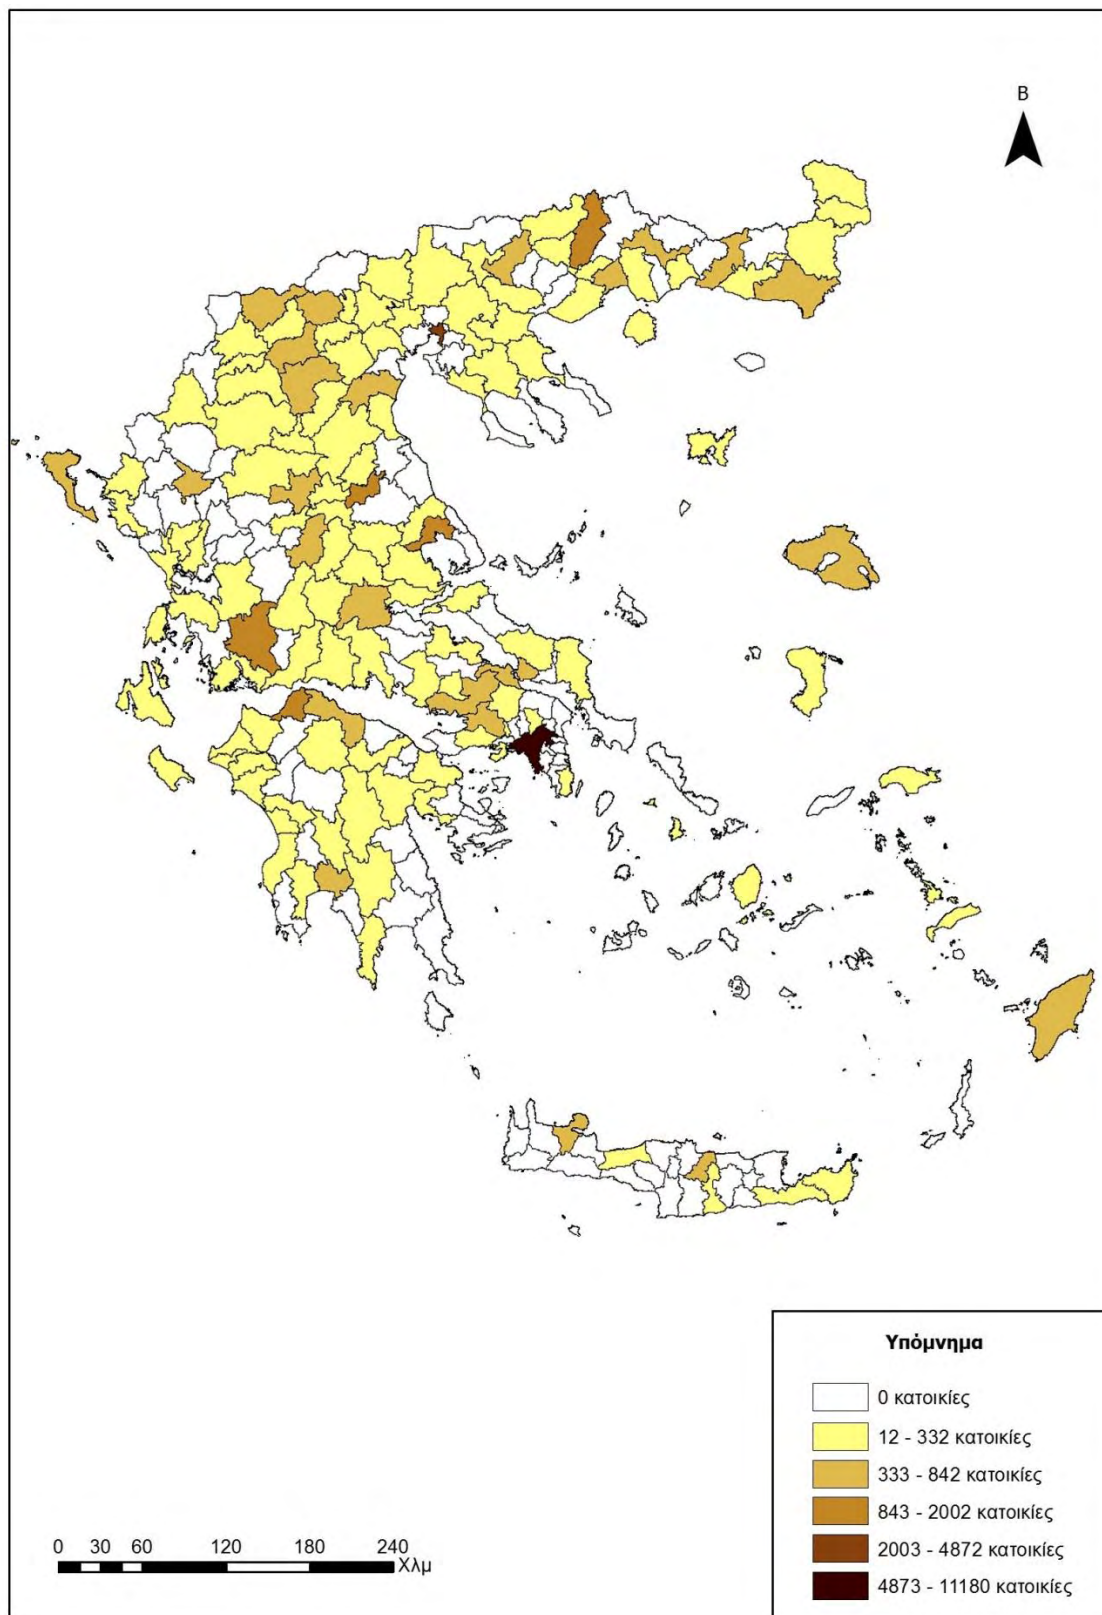 Β
Υπόμνημα
0 κατοικίες
12 - 332 κατοικίες
333 - 842 κατοικίες
843 - 2002 κατοικίες
2003 - 4872 κατοικίες
4873 - 11180 κατοικίες
0 30 60 120 180 240
Χλμ